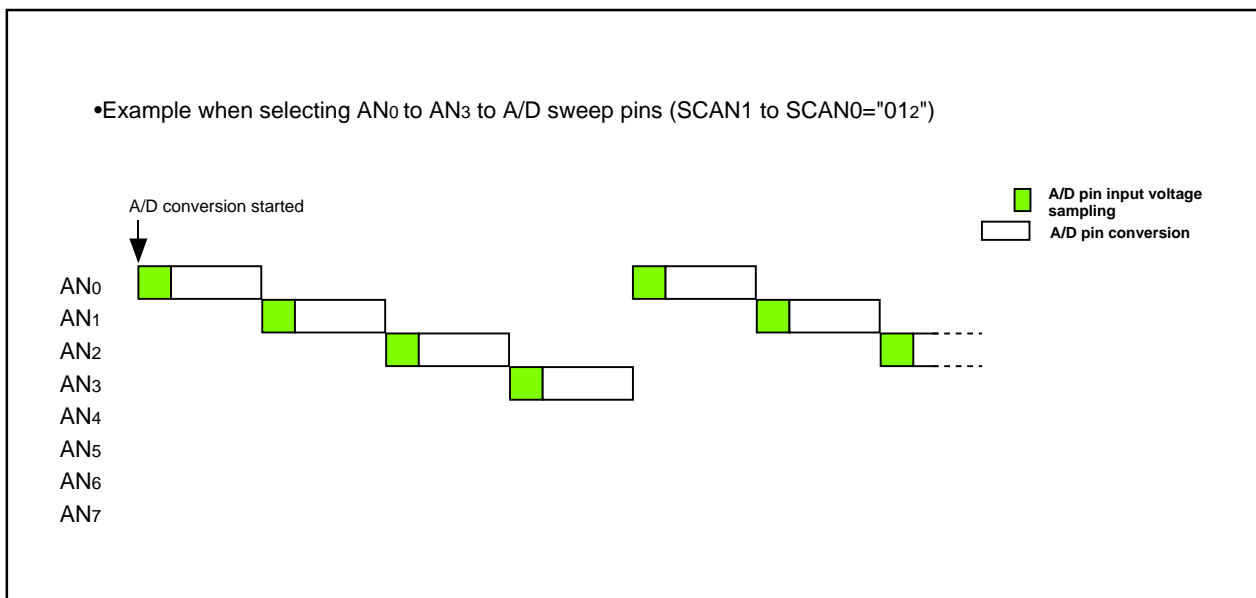 •Example when selecting AN0 to AN3 to A/D sweep pins (SCAN1 to SCAN0="012")
A/D conversion started
A/D pin input voltage
sampling
A/D pin conversion
AN0
AN1
AN2
AN3
AN4
AN5
AN6
AN7